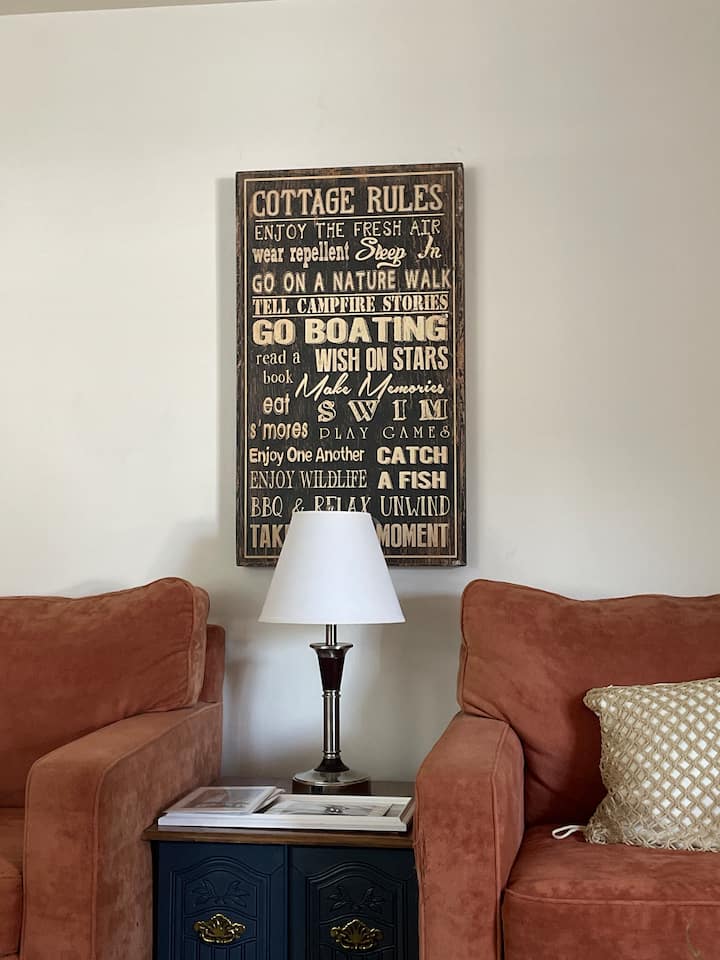 COTTAGE RULES
ENJOY THE FRESH AIR
wear repellent Sleep In
GO ON A NATURE WALK
TELL CAMPFIRE STORIES
GO BOATING
read a book WISH ON STARS
Make Memories
eat s'mores SWIM
PLAY GAMES
Enjoy One Another CATCH A FISH
ENJOY WILDLIFE
BBQ & RELAX UNWIND
MOMENT